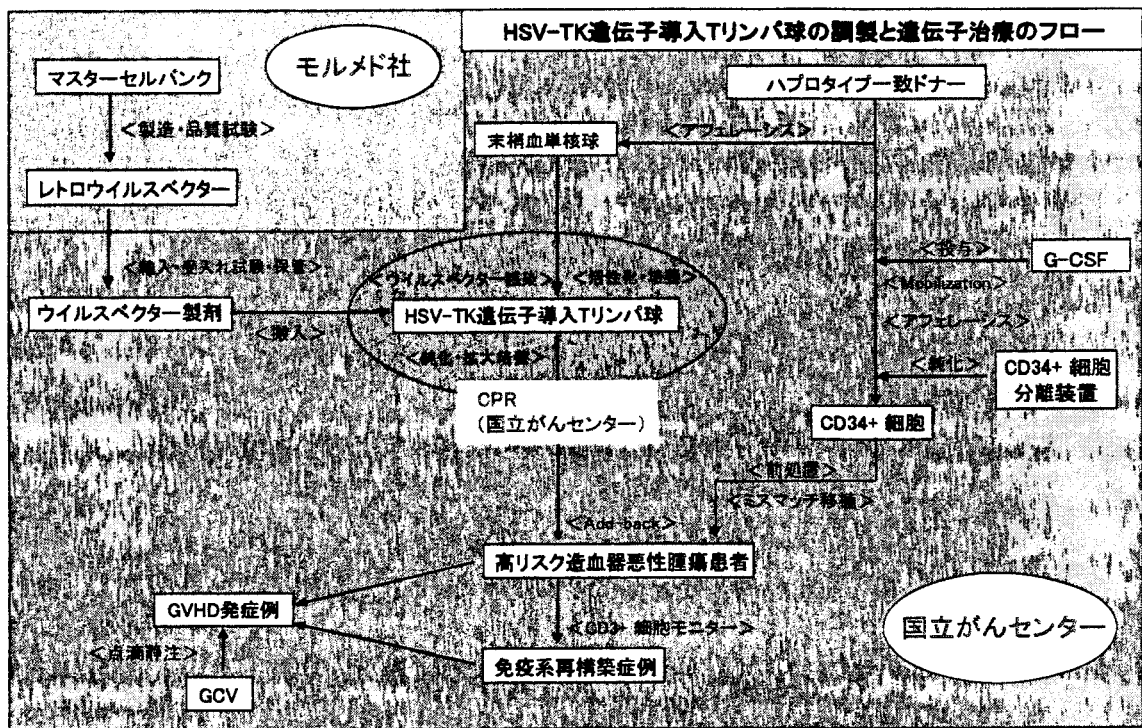 HSV-TK遺伝子導入Tリンパ球の調製と遺伝子治療のフロー
モルメド社
マスターセルバンク
<製造・品質試験>
レトロウイルスベクター
<搬入・受入れ試験・保管>
ウイルスベクター製剤
<搬入>
ハプロタイプ一致ドナー
<アフェレーシス>
末梢血単核球
<ウイルスベクター感染>
<活性化・培養>
HSV-TK遺伝子導入Tリンパ球
<純化・拡大培養>
CPR
(国立がんセンター)
<投与>
G-CSF
<Mobilization>
<アフェレーシス>
<純化>
CD34+ 細胞
分離装置
CD34+ 細胞
<前処置>
<ミスマッチ移植>
<Add-back>
高リスク造血器悪性腫瘍患者
GVHD発症例
<CD3+ 細胞モニター>
<点滴静注>
免疫系再構築症例
GCV
国立がんセンター